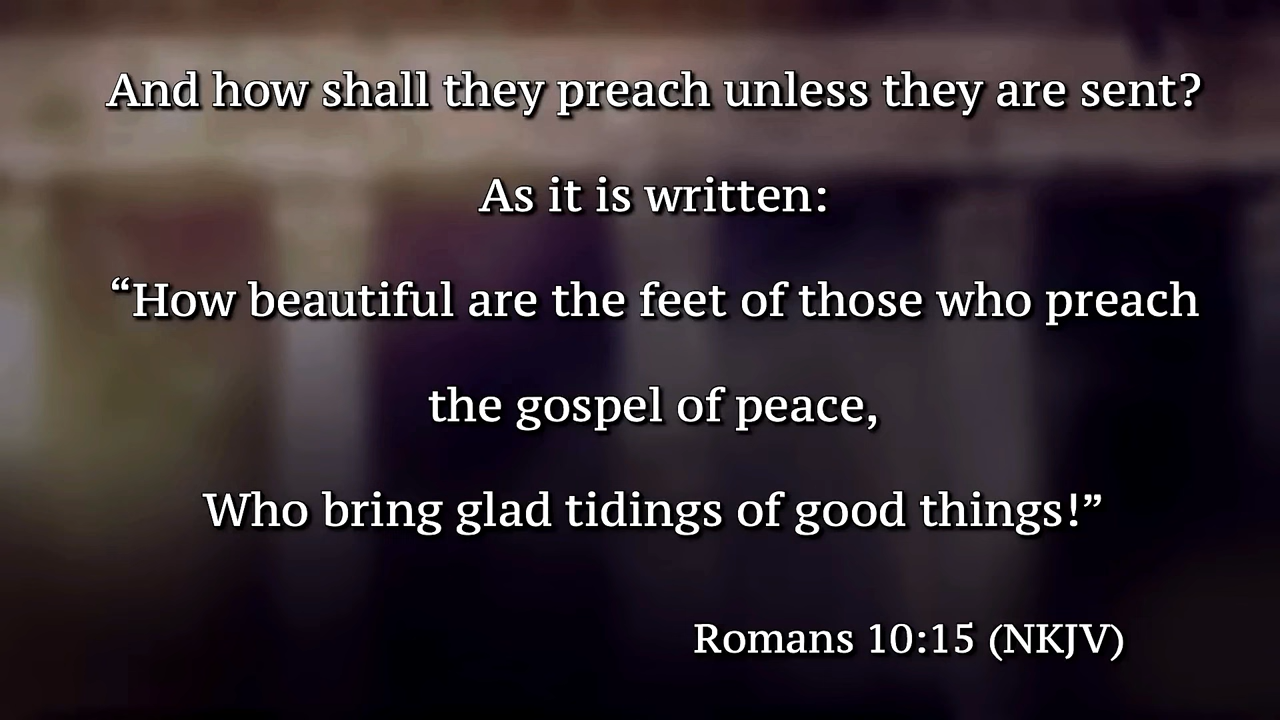 And how shall they preach unless they are sent?
As it is written:
“How beautiful are the feet of those who preach
the gospel of peace,
Who bring glad tidings of good things!”
Romans 10:15 (NKJV)